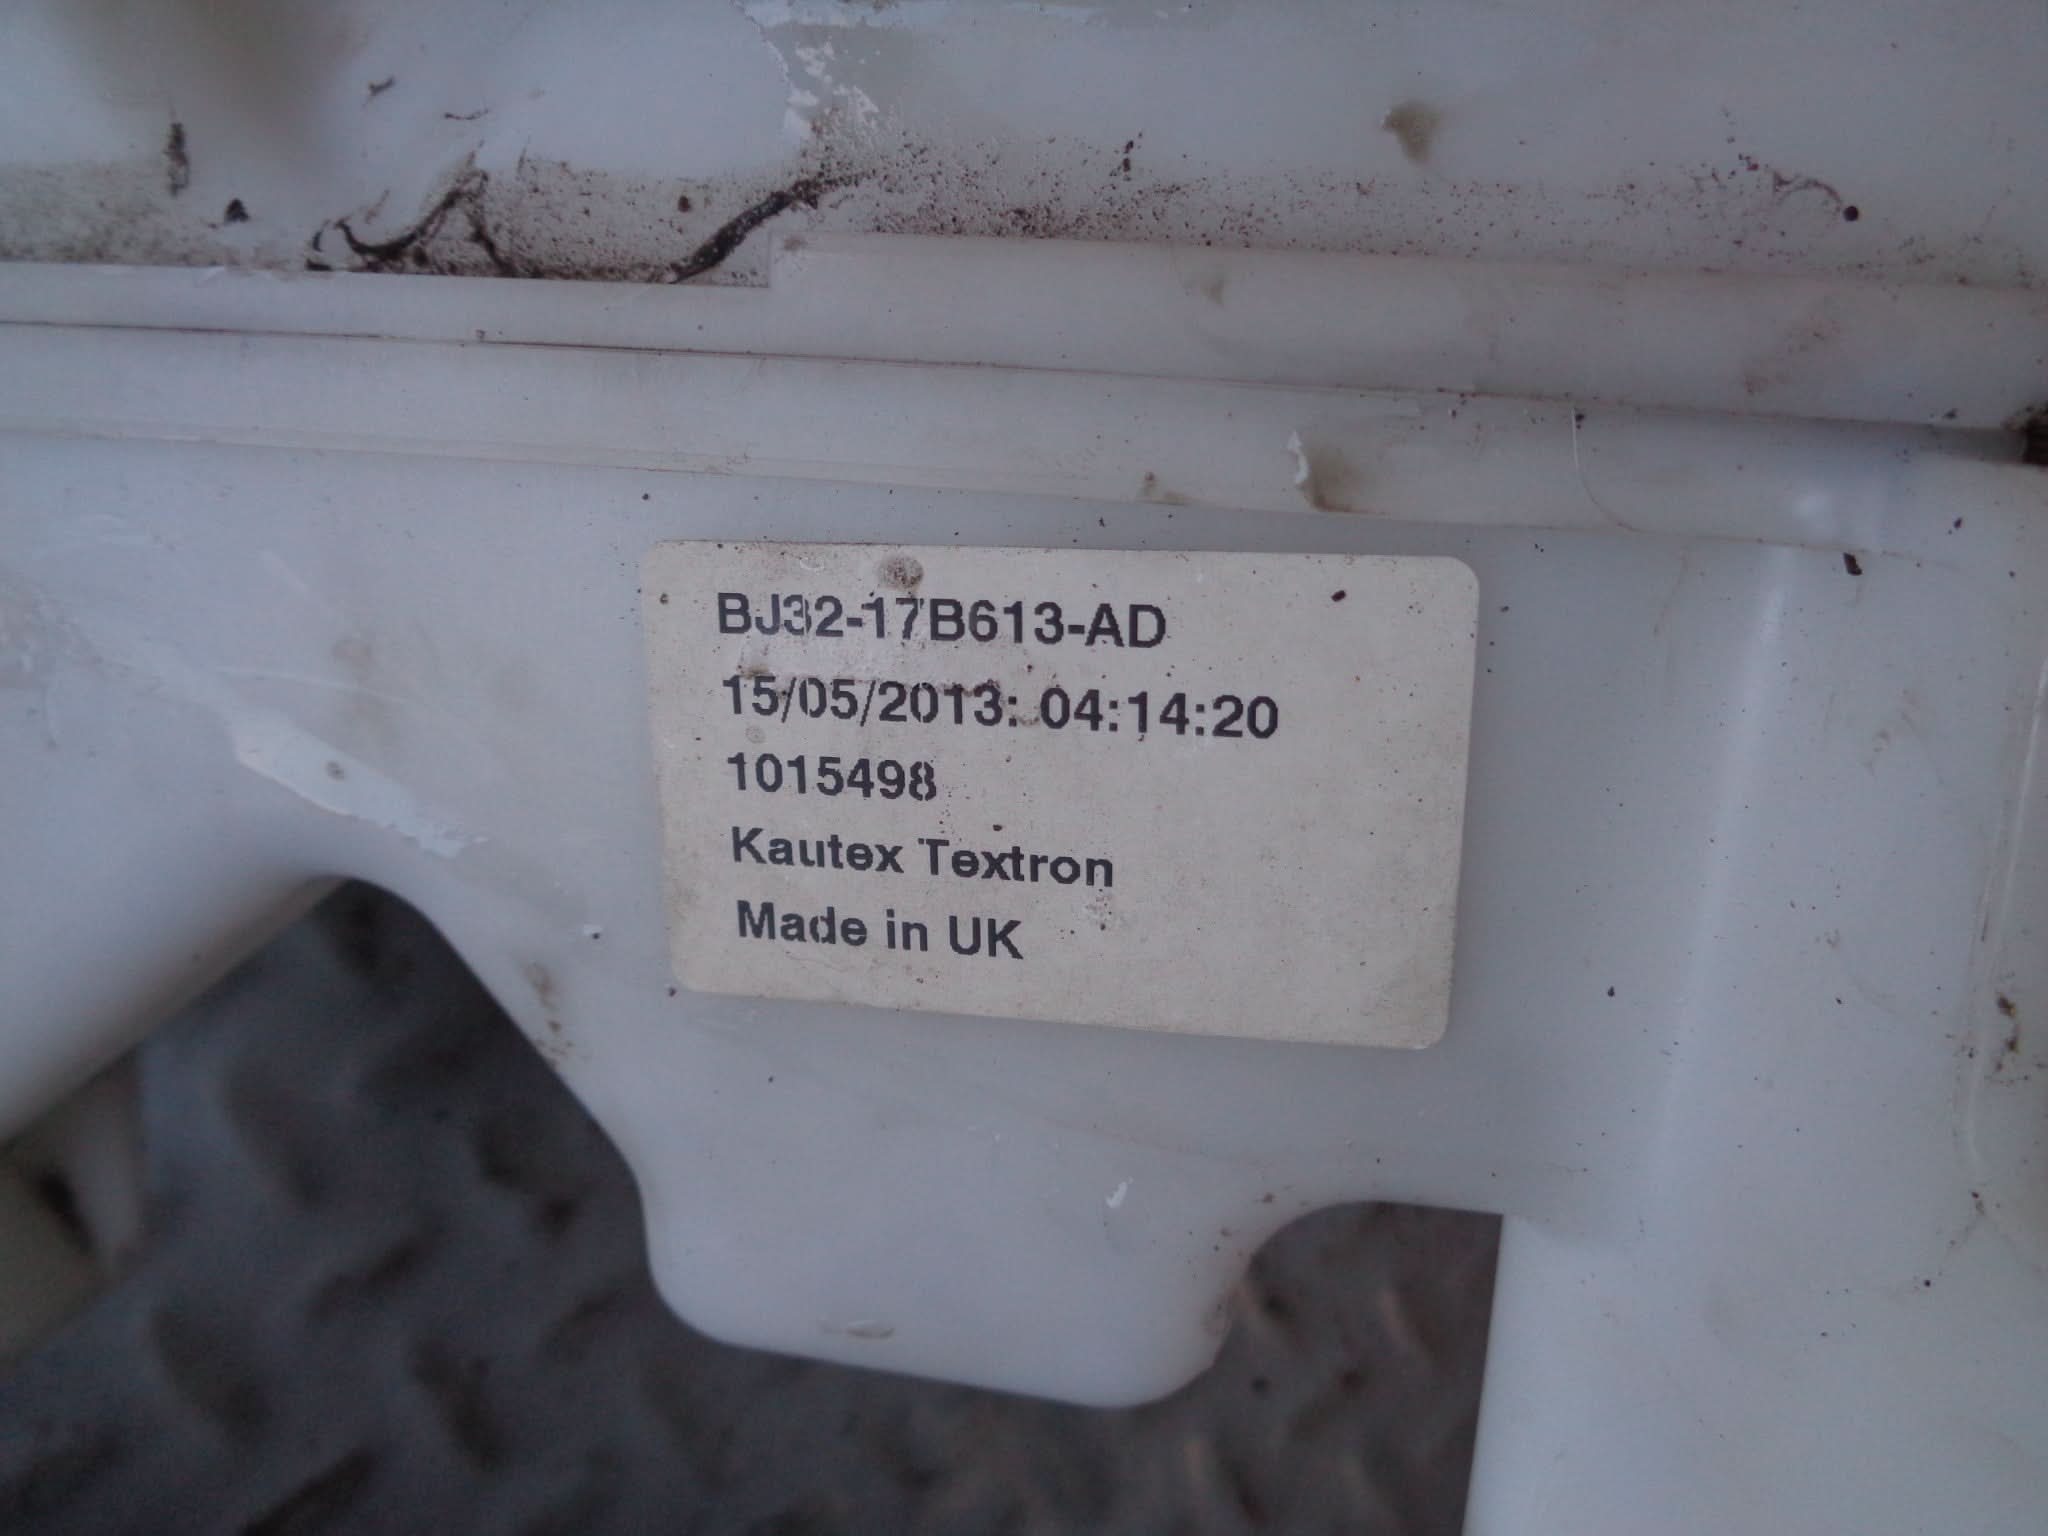 BJ32-17B613-AD
15/05/2013: 04:14:20
1015498
Kautex Textron
Made in UK